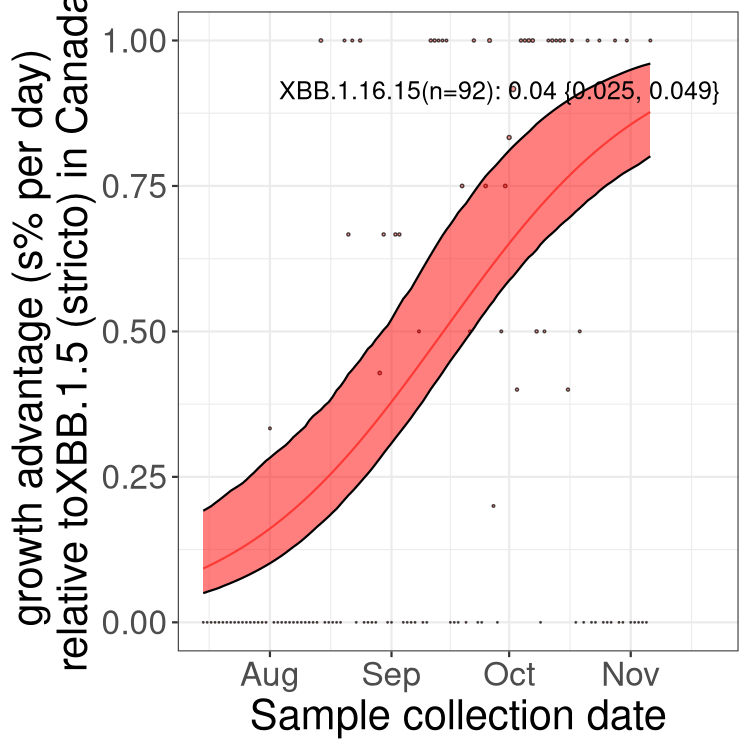 growth advantage (s% per day)
relative toXBB.1.5 (stricto) in Canada
1.00
0.75
0.50
0.25
0.00
XBB.1.16.15(n=92): 0.04 {0.025, 0.049}
Aug Sep Oct Nov
Sample collection date